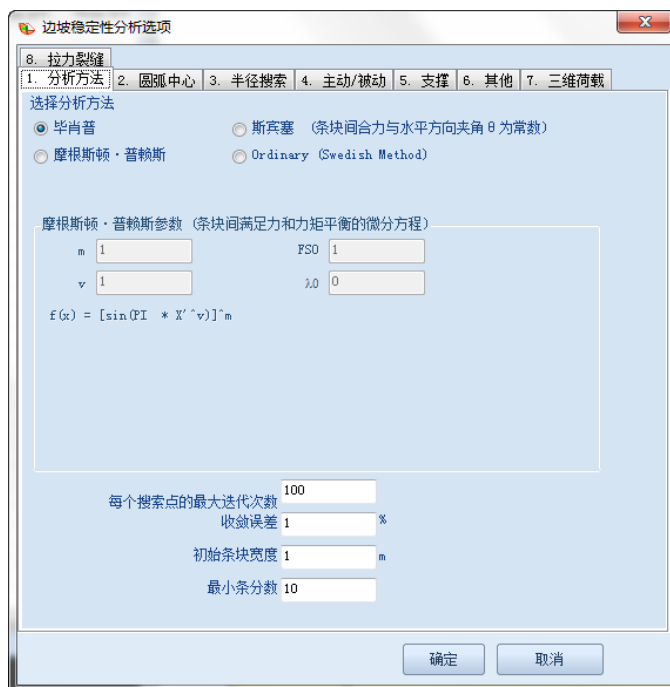 边坡稳定性分析选项
8. 拉力裂缝
1. 分析方法 2. 圆弧中心 3. 半径搜索 4. 主动/被动 5. 支撑 6. 其他 7. 三维荷载
选择分析方法
毕肖普 斯宾塞 (条块间合力与水平方向夹角θ为常数)
摩根斯顿·普赖斯 Ordinary (Swedish Method)
摩根斯顿·普赖斯参数 (条块间满足力和力矩平衡的微分方程)
m 1 FS0 1
v 1 λ0 0
f(x) = [sin(PI * X'^v)]^m
每个搜索点的最大迭代次数 100
收敛误差 1 %
初始条块宽度 1 m
最小条分数 10
确定 取消